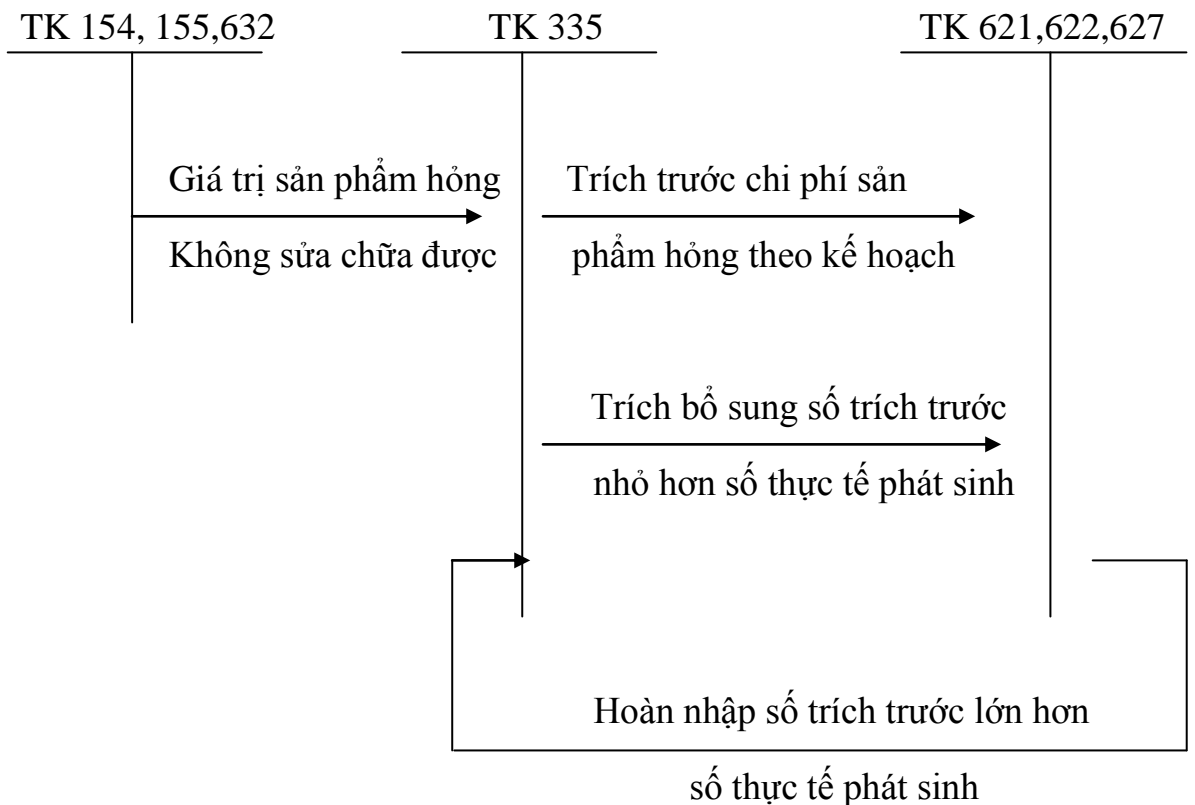 TK 154, 155,632
TK 335
TK 621,622,627
Giá trị sản phẩm hỏng
Không sửa chữa được
Trích trước chi phí sản
phẩm hỏng theo kế hoạch
Trích bổ sung số trích trước
nhỏ hơn số thực tế phát sinh
Hoàn nhập số trích trước lớn hơn
số thực tế phát sinh